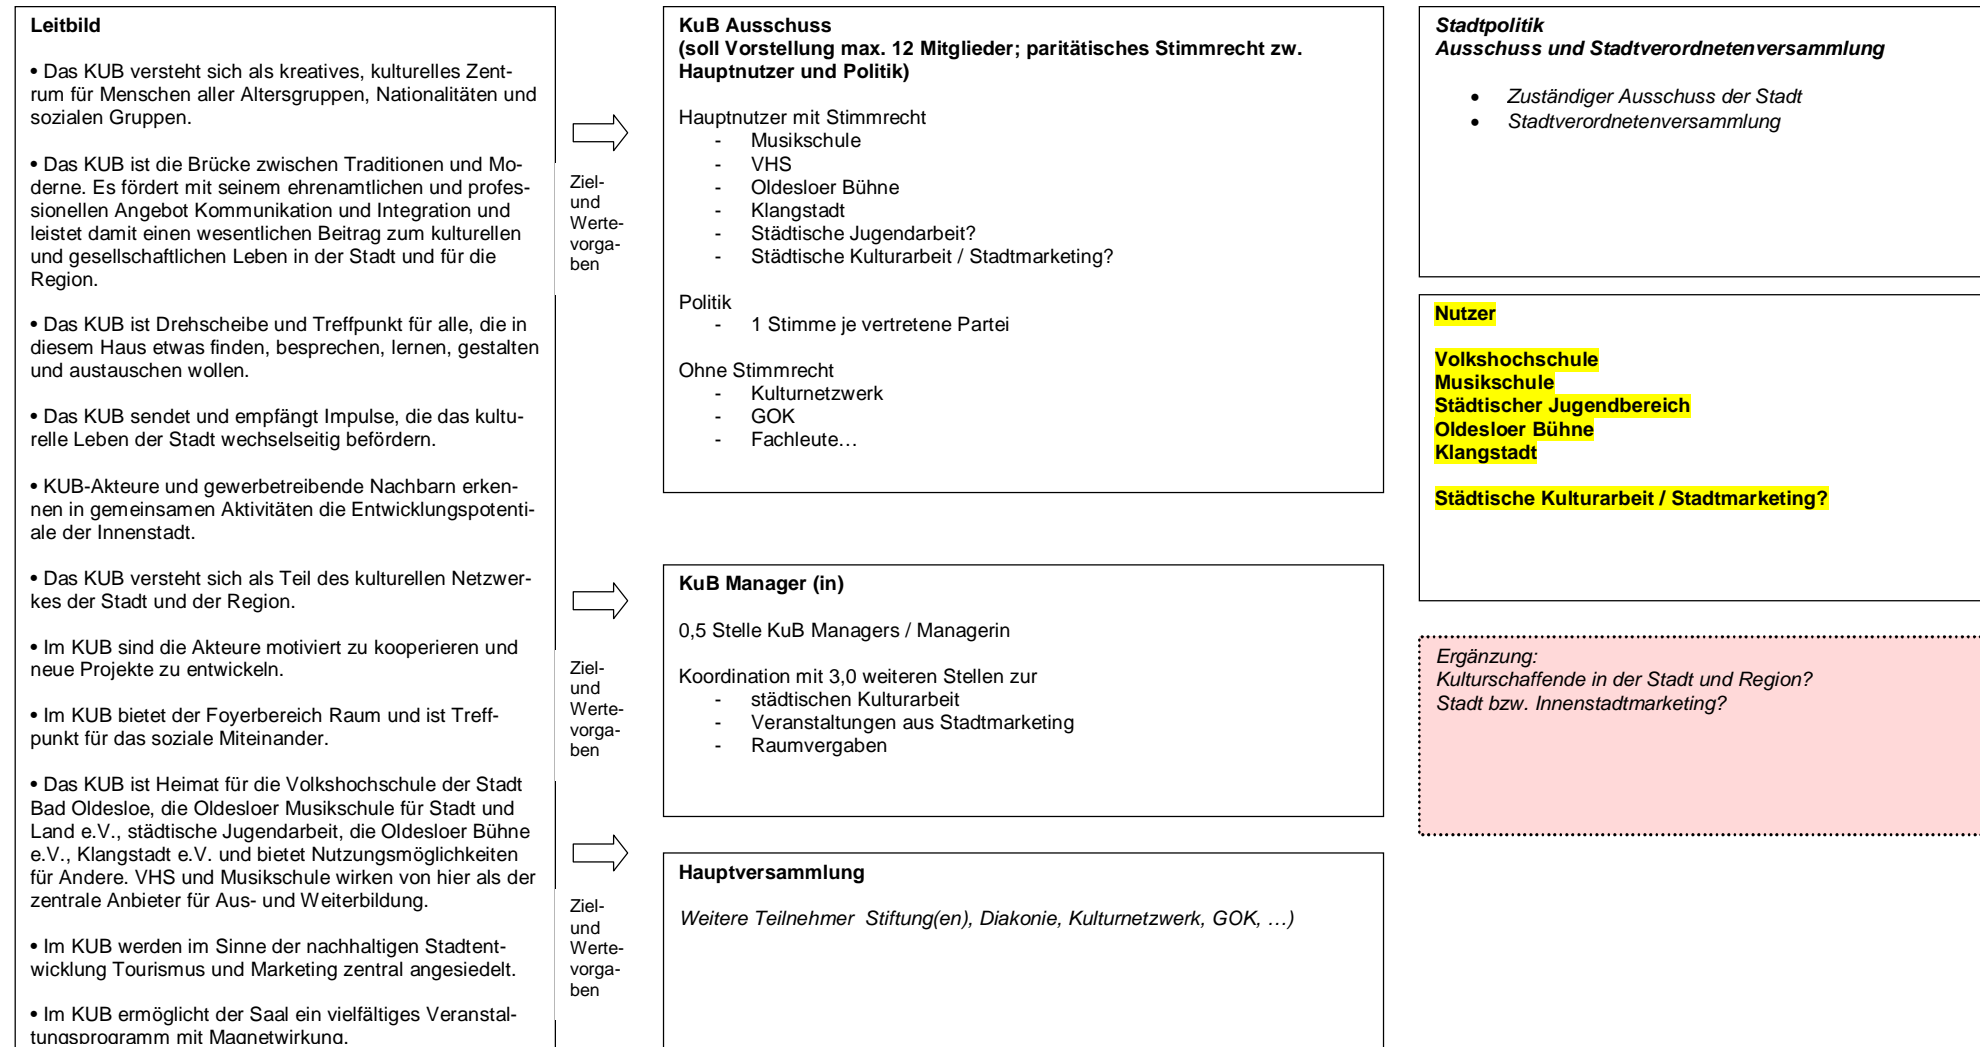 Leitbild
• Das KUB versteht sich als kreatives, kulturelles Zent-
rum für Menschen aller Altersgruppen, Nationalitäten und
sozialen Gruppen.
• Das KUB ist die Brücke zwischen Traditionen und Mo-
derne. Es fördert mit seinem ehrenamtlichen und profes-
sionellen Angebot Kommunikation und Integration und
leistet damit einen wesentlichen Beitrag zum kulturellen
und gesellschaftlichen Leben in der Stadt und für die
Region.
• Das KUB ist Drehscheibe und Treffpunkt für alle, die in
diesem Haus etwas finden, besprechen, lernen, gestalten
und austauschen wollen.
• Das KUB sendet und empfängt Impulse, die das kultu-
relle Leben der Stadt wechselseitig befördern.
• KUB-Akteure und gewerbetreibende Nachbarn erken-
nen in gemeinsamen Aktivitäten die Entwicklungspotenti-
ale der Innenstadt.
• Das KUB versteht sich als Teil des kulturellen Netzwer-
kes der Stadt und der Region.
• Im KUB sind die Akteure motiviert zu kooperieren und
neue Projekte zu entwickeln.
• Im KUB bietet der Foyerbereich Raum und ist Treff-
punkt für das soziale Miteinander.
• Das KUB ist Heimat für die Volkshochschule der Stadt
Bad Oldesloe, die Oldesloer Musikschule für Stadt und
Land e.V., städtische Jugendarbeit, die Oldesloer Bühne
e.V., Klangstadt e.V. und bietet Nutzungsmöglichkeiten
für Andere. VHS und Musikschule wirken von hier als der
zentrale Anbieter für Aus- und Weiterbildung.
• Im KUB werden im Sinne der nachhaltigen Stadtent-
wicklung Tourismus und Marketing zentral angesiedelt.
• Im KUB ermöglicht der Saal ein vielfältiges Veranstal-
tungsprogramm mit Magnetwirkung.
Ziel-
und
Werte-
vorga-
ben
Ziel-
und
Werte-
vorga-
ben
Ziel-
und
Werte-
vorga-
ben
KuB Ausschuss
(soll Vorstellung max. 12 Mitglieder; paritätisches Stimmrecht zw.
Hauptnutzer und Politik)
Hauptnutzer mit Stimmrecht
- Musikschule
- VHS
- Oldesloer Bühne
- Klangstadt
- Städtische Jugendarbeit?
- Städtische Kulturarbeit / Stadtmarketing?
Politik
- 1 Stimme je vertretene Partei
Ohne Stimmrecht
- Kulturnetzwerk
- GOK
- Fachleute…
KuB Manager (in)
0,5 Stelle KuB Managers / Managerin
Koordination mit 3,0 weiteren Stellen zur
- städtischen Kulturarbeit
- Veranstaltungen aus Stadtmarketing
- Raumvergaben
Hauptversammlung
Weitere Teilnehmer Stiftung(en), Diakonie, Kulturnetzwerk, GOK, …)
Stadtpolitik
Ausschuss und Stadtverordnetenversammlung
• Zuständiger Ausschuss der Stadt
• Stadtverordnetenversammlung
Nutzer
Volkshochschule
Musikschule
Städtischer Jugendbereich
Oldesloer Bühne
Klangstadt
Städtische Kulturarbeit / Stadtmarketing?
Ergänzung:
Kulturschaffende in der Stadt und Region?
Stadt bzw. Innenstadtmarketing?